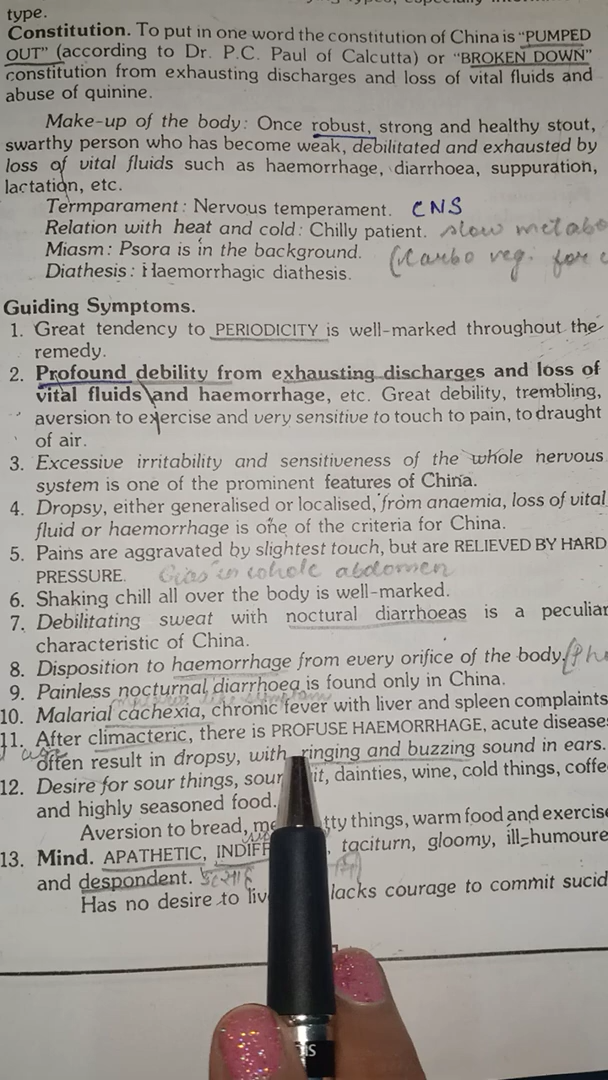 type.
Constitution. To put in one word the constitution of China is "PUMPED
OUT" (according to Dr. P.C. Paul of Calcutta) or "BROKEN DOWN"
constitution from exhausting discharges and loss of vital fluids and
abuse of quinine.
Make-up of the body: Once robust, strong and healthy stout,
swarthy person who has become weak, debilitated and exhausted by
loss of vital fluids such as haemorrhage, diarrhoea, suppuration,
lactation, etc.
Termparament: Nervous temperament. CNS
Relation with heat and cold: Chilly patient. slow metabo
Miasm: Psora is in the background. (Karbo veg. for c
Diathesis: Haemorrhagic diathesis.
Guiding Symptoms.
1. Great tendency to PERIODICITY is well-marked throughout the
remedy.
2. Profound debility from exhausting discharges and loss of
vital fluids and haemorrhage, etc. Great debility, trembling,
aversion to exercise and very sensitive to touch to pain, to draught
of air.
3. Excessive irritability and sensitiveness of the whole nervous
system is one of the prominent features of China.
4. Dropsy, either generalised or localised, from anaemia, loss of vital
fluid or haemorrhage is one of the criteria for China.
5. Pains are aggravated by slightest touch, but are RELIEVED BY HARD
PRESSURE. Gas in whole abdomen
6. Shaking chill all over the body is well-marked.
7. Debilitating sweat with noctural diarrhoeas is a peculiar
characteristic of China.
8. Disposition to haemorrhage from every orifice of the body. (Ph
9. Painless nocturnal diarrhoea is found only in China.
10. Malarial cachexia, chronic fever with liver and spleen complaints
11. After climacteric, there is PROFUSE HAEMORRHAGE, acute disease
often result in dropsy, with ringing and buzzing sound in ears.
12. Desire for sour things, sour it, dainties, wine, cold things, coffe
and highly seasoned food.
Aversion to bread, me tty things, warm food and exercise
13. Mind. APATHETIC, INDIFF taciturn, gloomy, ill-humoure
and despondent.
Has no desire to liv lacks courage to commit sucid